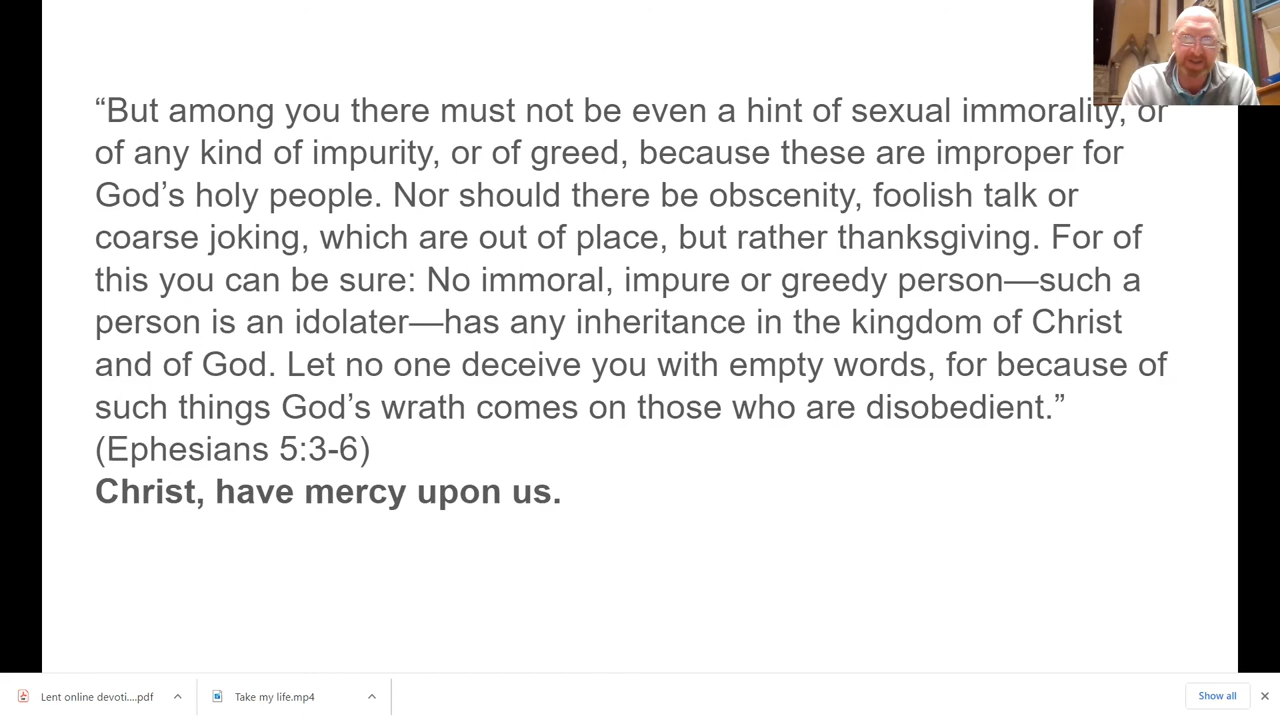 “But among you there must not be even a hint of sexual immorality, or
of any kind of impurity, or of greed, because these are improper for
God’s holy people. Nor should there be obscenity, foolish talk or
coarse joking, which are out of place, but rather thanksgiving. For of
this you can be sure: No immoral, impure or greedy person—such a
person is an idolater—has any inheritance in the kingdom of Christ
and of God. Let no one deceive you with empty words, for because of
such things God’s wrath comes on those who are disobedient.”
(Ephesians 5:3-6)
Christ, have mercy upon us.
Lent online devoti....pdf
Take my life.mp4
Show all